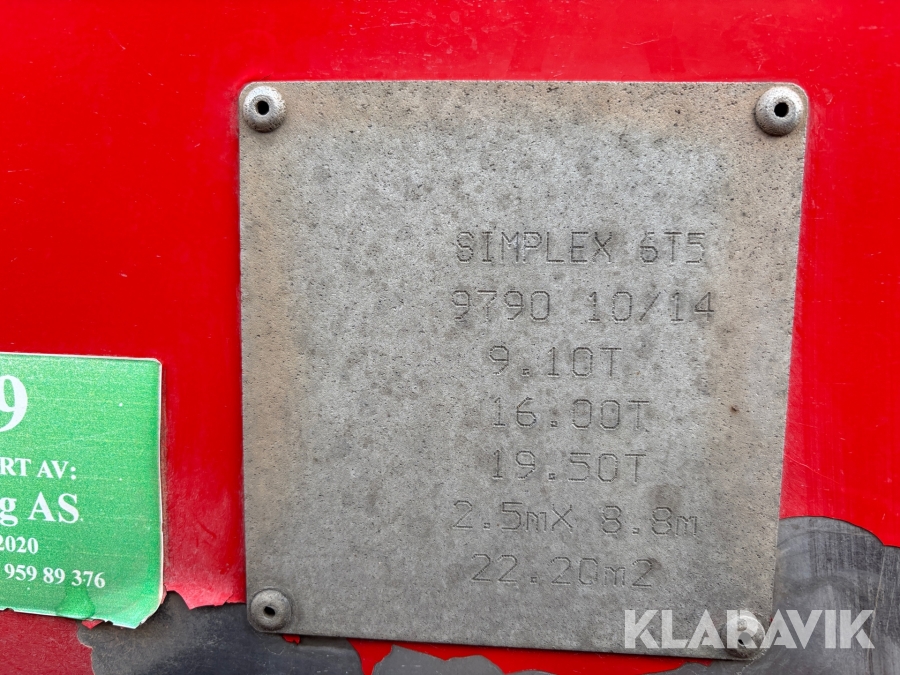 SIMPLEX 6T5
9790 10/14
9.10T
16.00T
19.50T
2.5mX 8.8m
22.20m2
9
RT AV:
g AS
2020
959 89 376
KLARAVIK